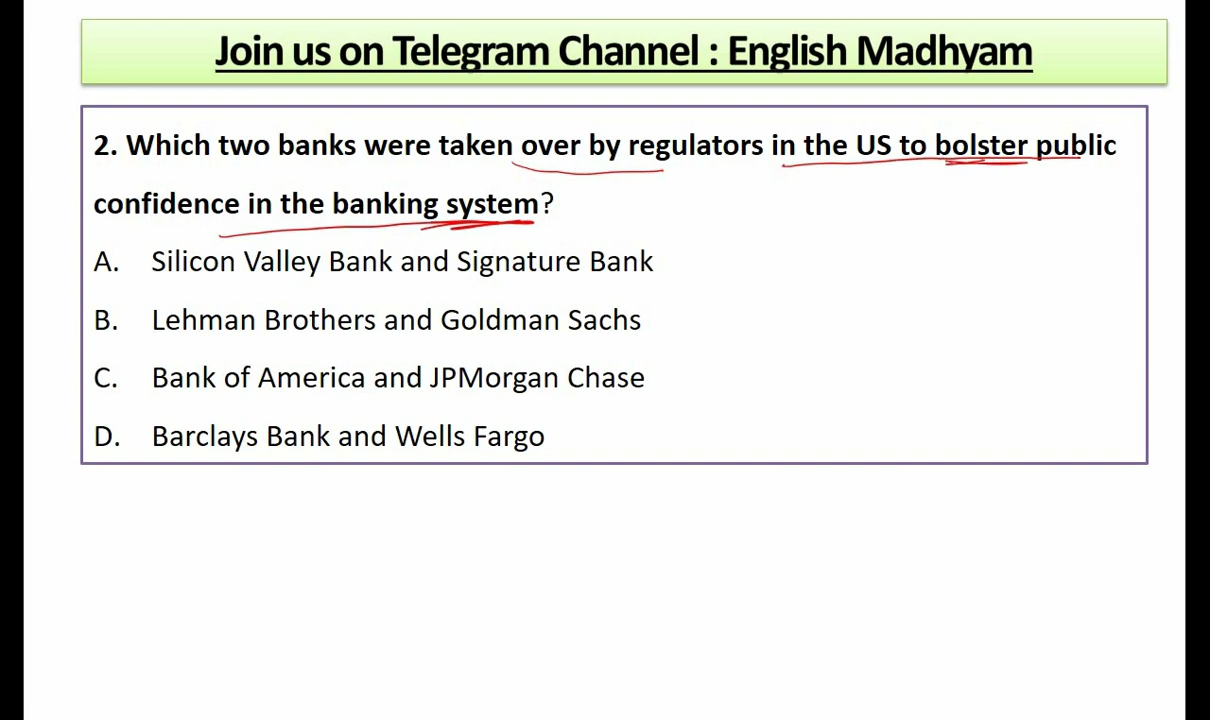 Join us on Telegram Channel : English Madhyam
2. Which two banks were taken over by regulators in the US to bolster public
confidence in the banking system?
A. Silicon Valley Bank and Signature Bank
B. Lehman Brothers and Goldman Sachs
C. Bank of America and JPMorgan Chase
D. Barclays Bank and Wells Fargo